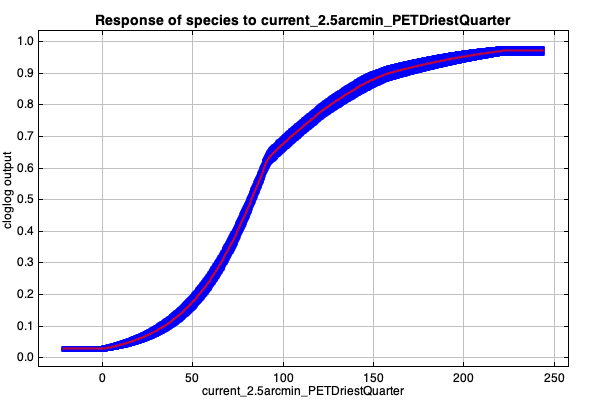 Response of species to current_2.5arcmin_PETDriestQuarter
1.0
0.9
0.8
0.7
0.6
0.5
0.4
0.3
0.2
0.1
0.0
cloglog output
0 50 100 150 200 250
current_2.5arcmin_PETDriestQuarter